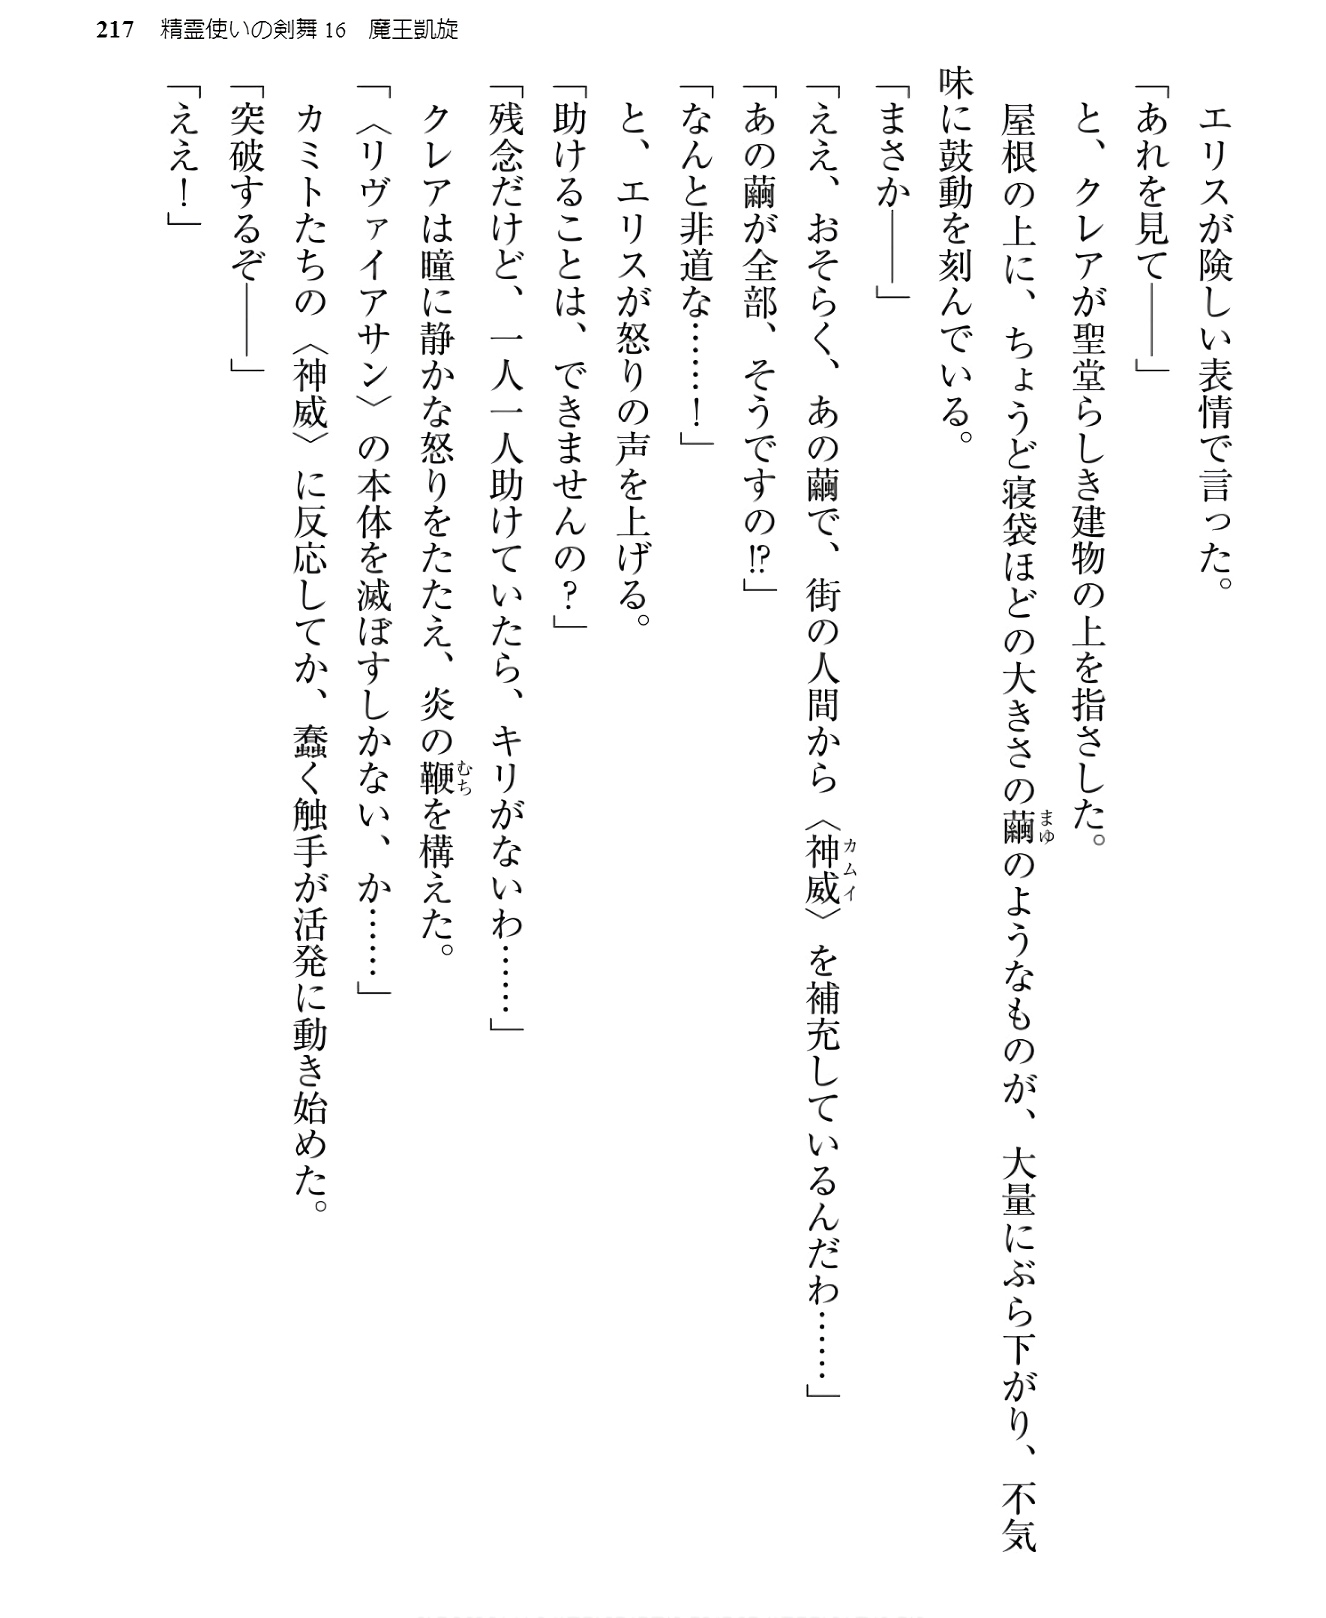 217 精霊使いの剣舞16 魔王凱旋
エリスが険しい表情で言った。
「あれを見て――」
と、クレアが聖堂らしき建物の上を指さした。
屋根の上に、ちょうど寝袋ほどの大きさの繭のようなものが、大量にぶら下がり、不気
まゆ
味に鼓動を刻んでいる。
「まさか――」
「ええ、おそらく、あの繭で、街の人間から〈神威〉を補充しているんだわ……」
カムイ
「あの繭が全部、そうですの!?」
「なんと非道な……！」
と、エリスが怒りの声を上げる。
「助けることは、できませんの？」
「残念だけど、一人一人助けていたら、キリがないわ……」
クレアは瞳に静かな怒りをたたえ、炎の鞭を構えた。
むち
「〈リヴァイアサン〉の本体を滅ぼすしかない、か……」
カミトたちの〈神威〉に反応してか、蠢く触手が活発に動き始めた。
「突破するぞ――」
「ええ！」